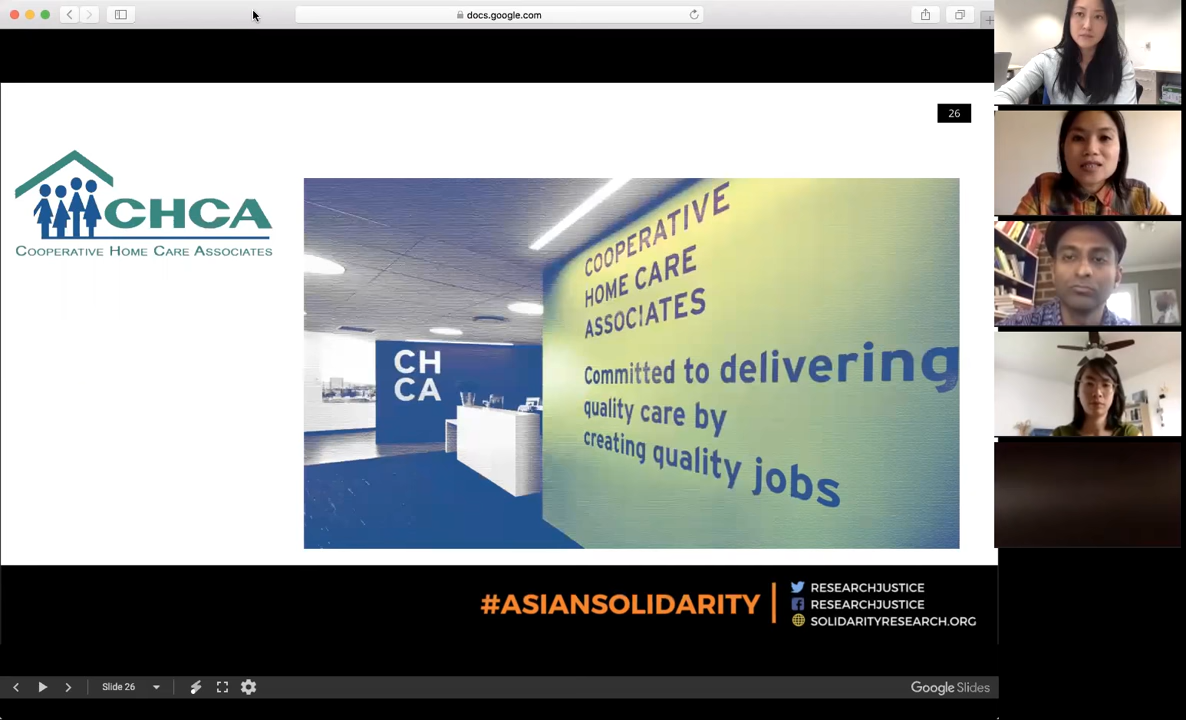 docs.google.com
26
CHCA
COOPERATIVE HOME CARE ASSOCIATES
CH
CA
COOPERATIVE
HOME CARE
ASSOCIATES
Committed to delivering
quality care by
creating quality jobs
#ASIANSOLIDARITY
RESEARCHJUSTICE
RESEARCHJUSTICE
SOLIDARITYRESEARCH.ORG
Slide 26
Google Slides